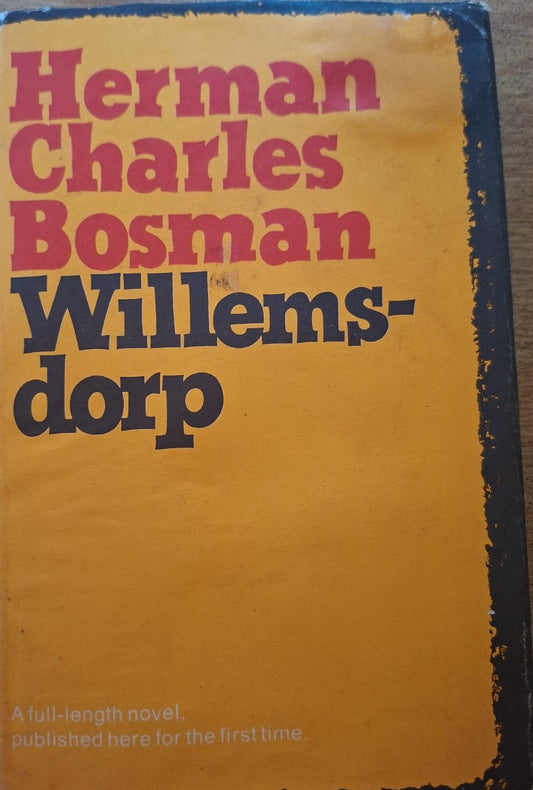 Herman
Charles
Bosman
Willems-
dorp
A full-length novel,
published here for the first time.